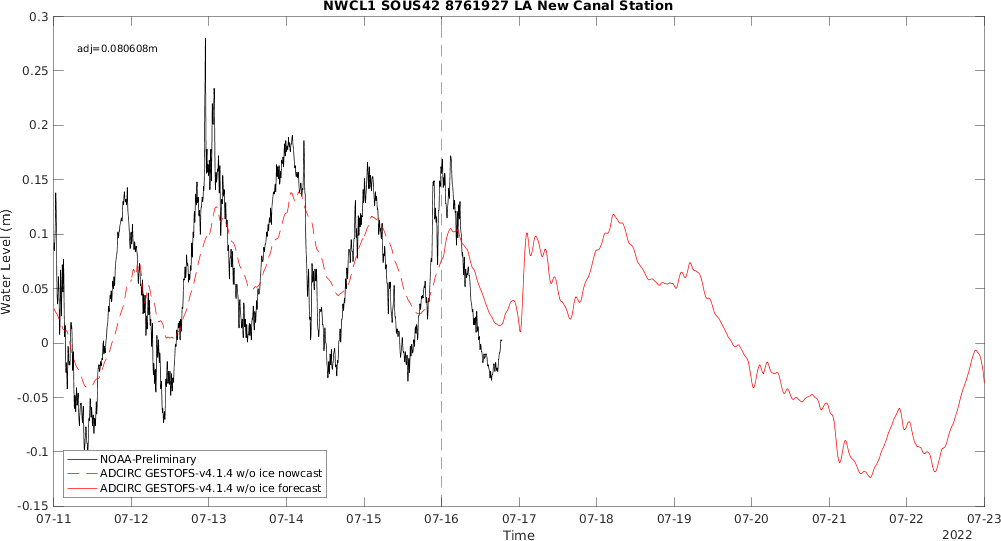 NWCL1 SOUS42 8761927 LA New Canal Station
0.3
adj=0.080608m
0.25
0.2
0.15
0.1
0.05
0
-0.05
-0.1
-0.15
Water Level (m)
NOAA-Preliminary
ADCIRC GESTOFS-v4.1.4 w/o ice nowcast
ADCIRC GESTOFS-v4.1.4 w/o ice forecast
07-11 07-12 07-13 07-14 07-15 07-16 07-17 07-18 07-19 07-20 07-21 07-22 07-23
Time
2022